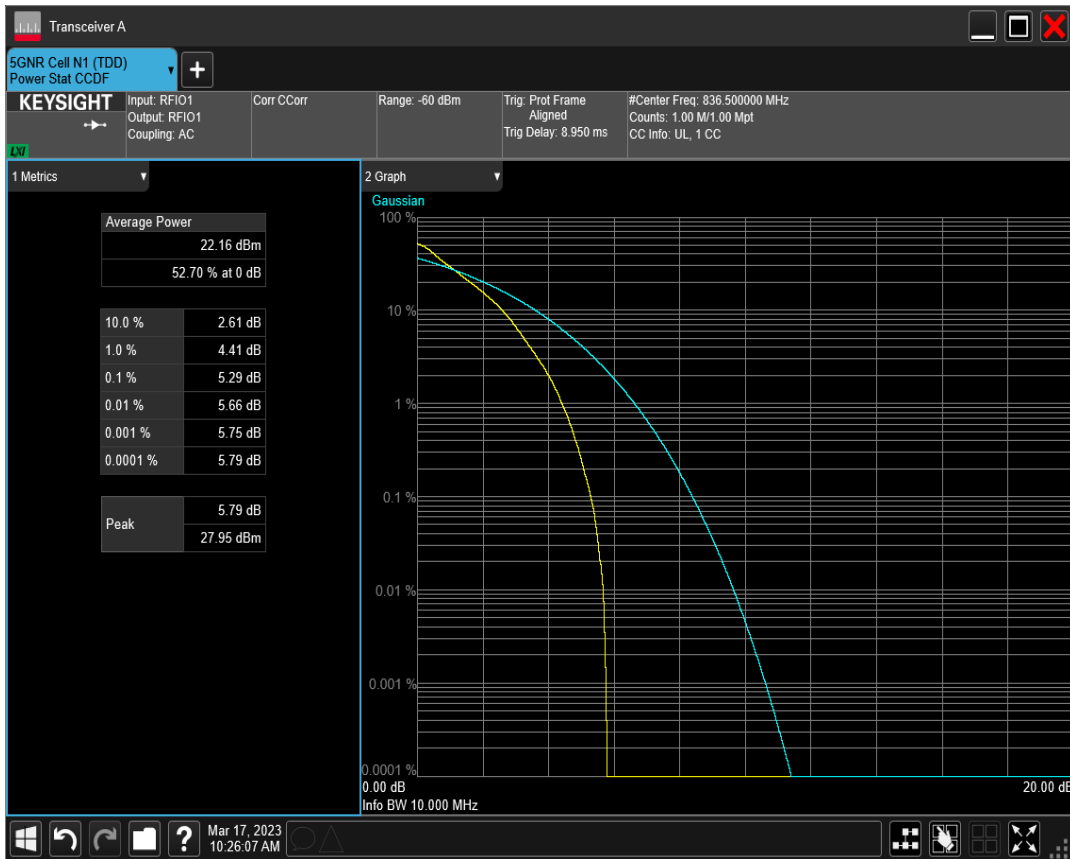 Transceiver A
5GNR Cell N1 (TDD)
Power Stat CCDF
+
KEYSIGHT
LXI
Input: RFIO1
Output: RFIO1
Coupling: AC
Corr CCorr
Range: -60 dBm
Trig: Prot Frame
Aligned
Trig Delay: 8.950 ms
#Center Freq: 836.500000 MHz
Counts: 1.00 M/1.00 Mpt
CC Info: UL, 1 CC
1 Metrics
Average Power
22.16 dBm
52.70 % at 0 dB
10.0 % 2.61 dB
1.0 % 4.41 dB
0.1 % 5.29 dB
0.01 % 5.66 dB
0.001 % 5.75 dB
0.0001 % 5.79 dB
Peak
5.79 dB
27.95 dBm
2 Graph
Gaussian
100 %
10 %
1 %
0.1 %
0.01 %
0.001 %
0.0001 %
0.00 dB 20.00 dB
Info BW 10.000 MHz
?
Mar 17, 2023
10:26:07 AM